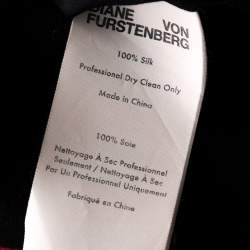 DIANE VON
FURSTENBERG
100% Silk
Professional Dry Clean Only
Made in China
100% Soie
Nettoyage À Sec Professionnel
Seulement / Nettoyage À Sec
Par Un Professionnel Uniquement
Fabriqué en Chine